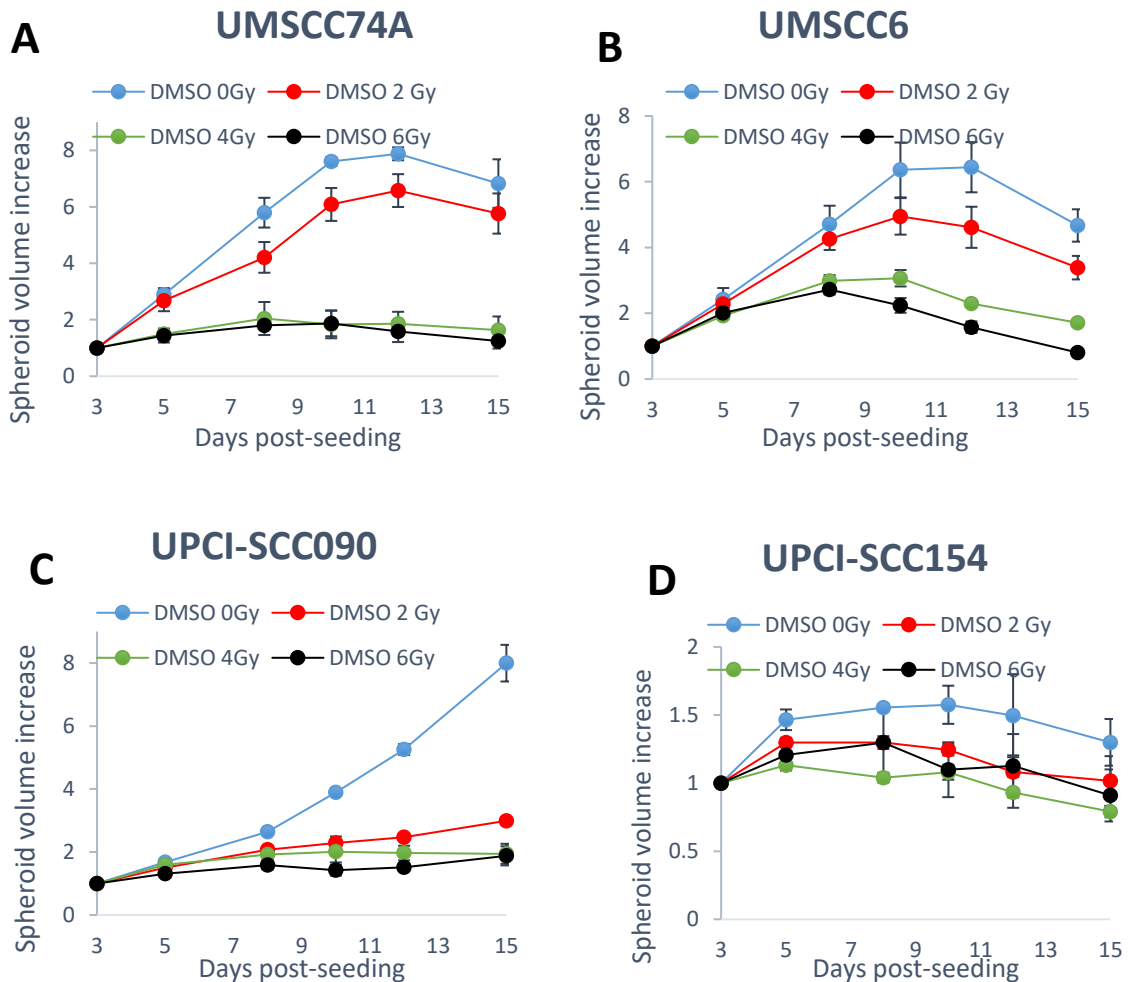 A
UMSCC74A
DMSO 0Gy
DMSO 2 Gy
DMSO 4Gy
DMSO 6Gy
Spheroid volume increase
8
6
4
2
0
3 5 7 9 11 13 15
Days post-seeding
B
UMSCC6
DMSO 0Gy
DMSO 2 Gy
DMSO 4Gy
DMSO 6Gy
Spheroid volume increase
8
6
4
2
0
3 5 7 9 11 13 15
Days post-seeding
C
UPCI-SCC090
DMSO 0Gy
DMSO 2 Gy
DMSO 4Gy
DMSO 6Gy
Spheroid volume increase
8
6
4
2
0
3 5 7 9 11 13 15
Days post-seeding
D
UPCI-SCC154
DMSO 0Gy
DMSO 2 Gy
DMSO 4Gy
DMSO 6Gy
Spheroid volume increase
2
1.5
1
0.5
0
3 5 7 9 11 13 15
Days post-seeding